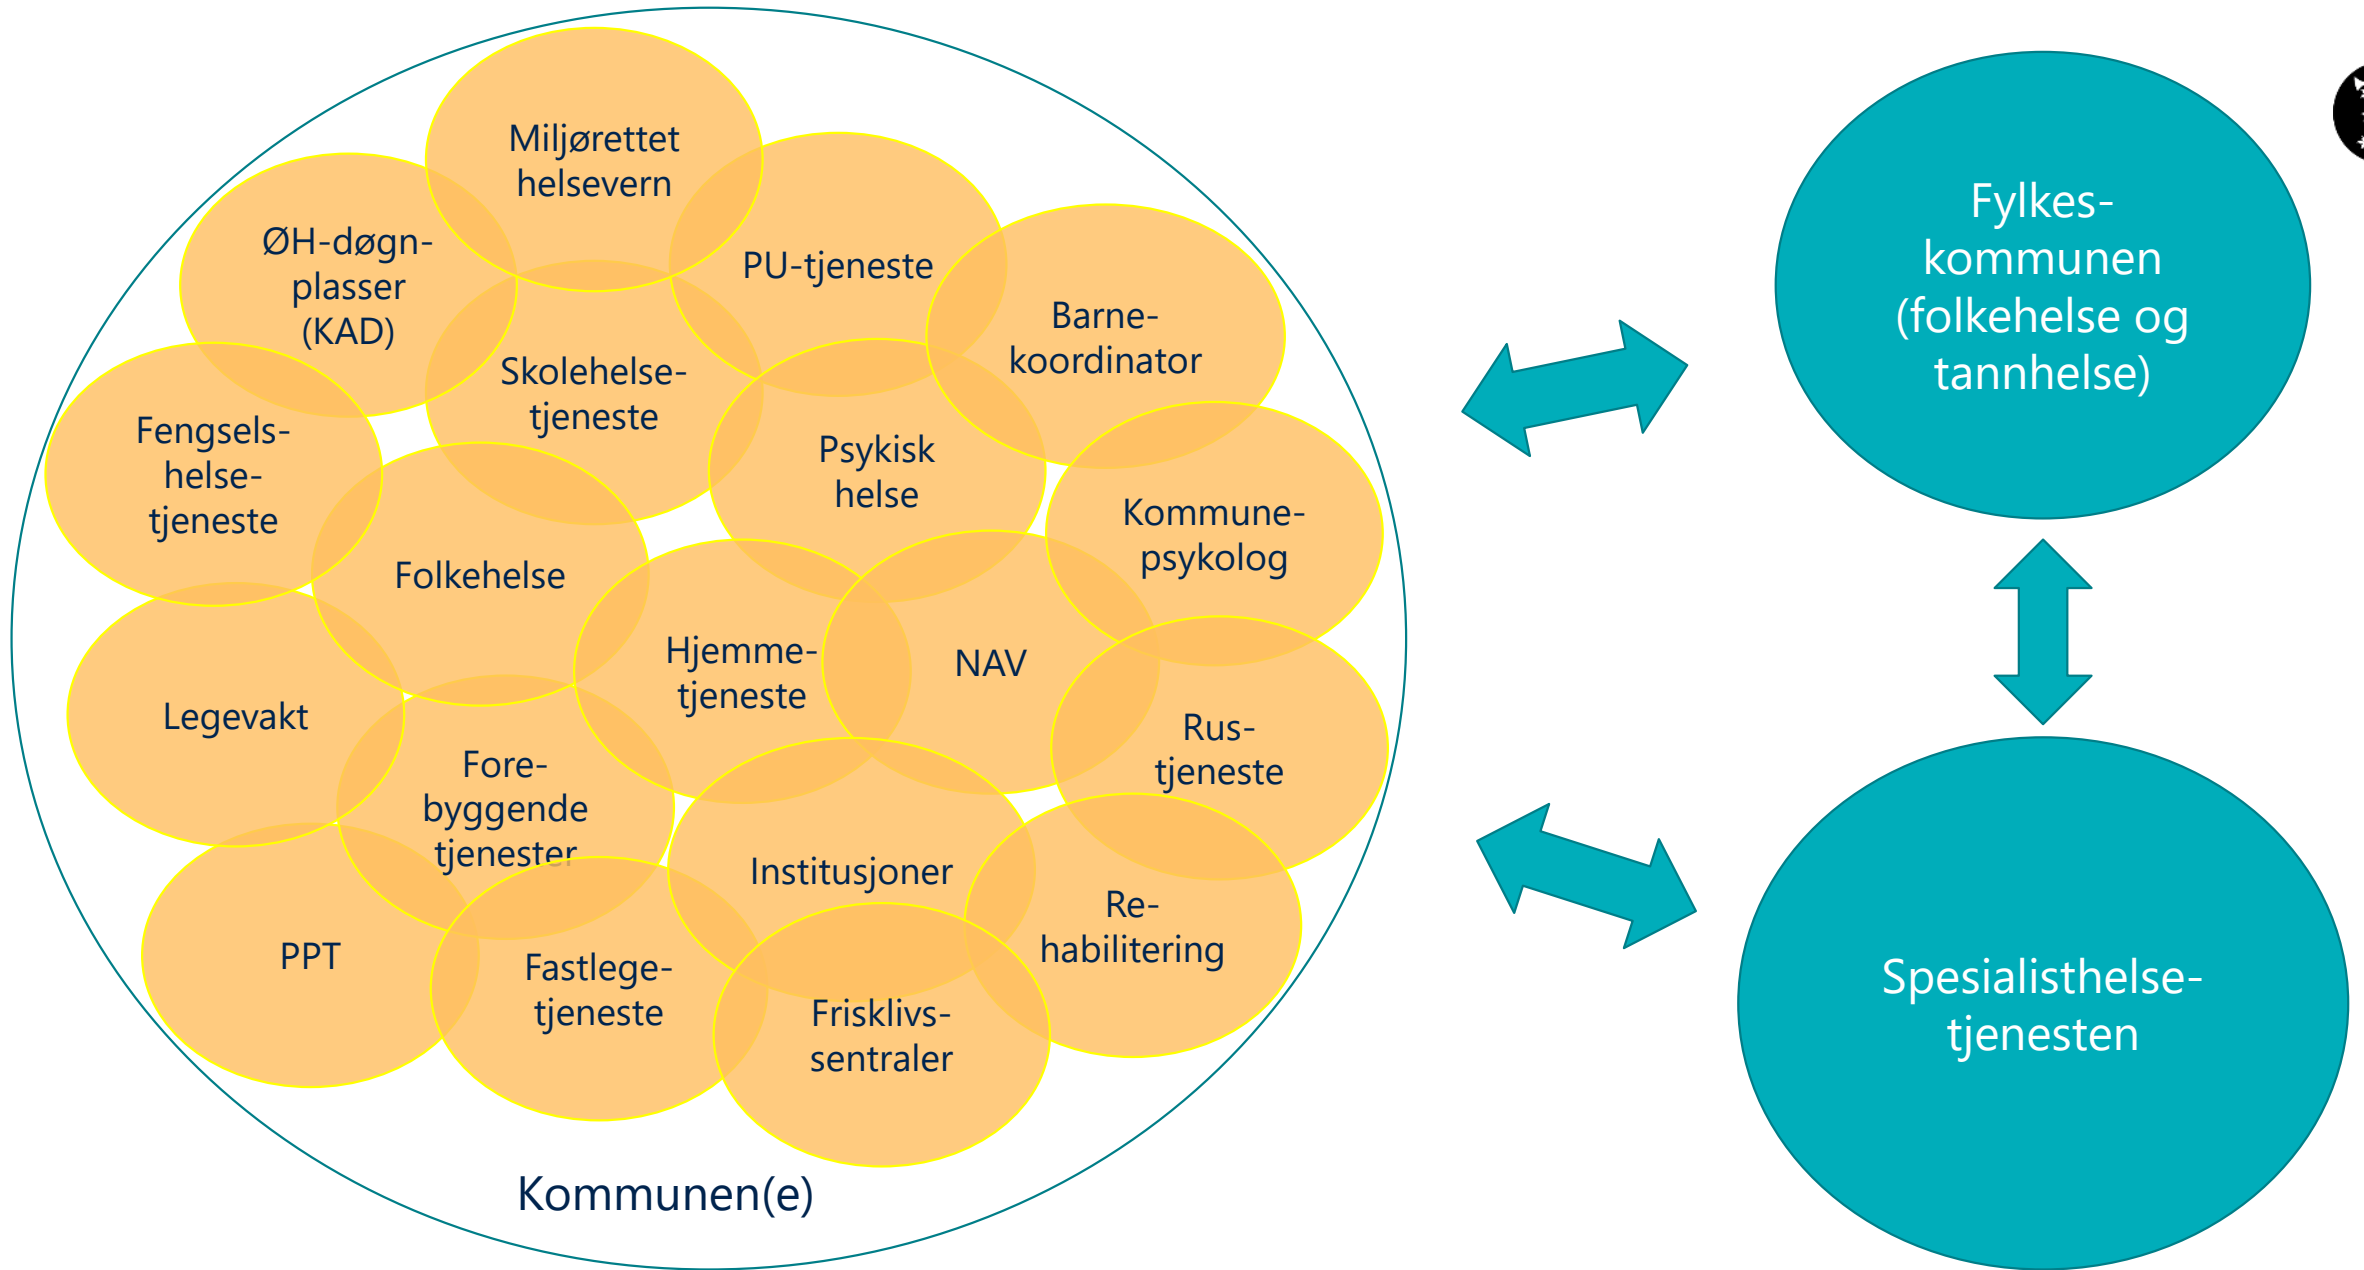 Miljørettet
helsevern
ØH-døgn-
plasser
(KAD)
PU-tjeneste
Barne-
koordinator
Skolehelse-
tjeneste
Fengsels-
helse-
tjeneste
Psykisk
helse
Kommune-
psykolog
Folkehelse
Hjemme-
tjeneste
NAV
Legevakt
Rus-
tjeneste
Fore-
byggende
tjenester
Institusjoner
Re-
habilitering
PPT
Fastlege-
tjeneste
Frisklivs-
sentraler
Kommunen(e)
Fylkes-
kommunen
(folkehelse og
tannhelse)
Spesialisthelse-
tjenesten